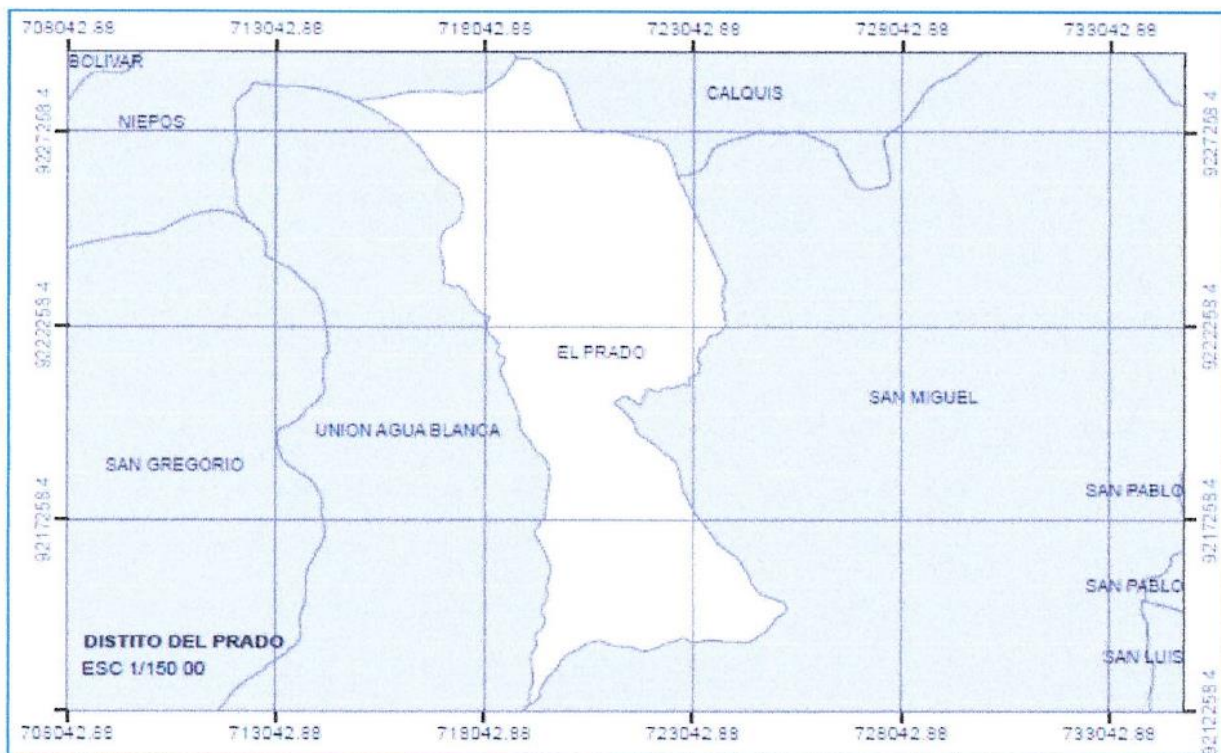 708042.88 713042.88 718042.88 723042.88 728042.88 733042.88
BOLIVAR
CALQUIS
NIEPOS
9227258.4 9227258.4
9222258.4 9222258.4
EL PRADO
SAN MIGUEL
UNION AGUA BLANCA
SAN GREGORIO
SAN PABLO
9217258.4 9217258.4
SAN PABLO
DISTITO DEL PRADO
ESC 1/150 00
SAN LUIS
9212258.4 9212258.4
708042.88 713042.88 718042.88 723042.88 728042.88 733042.88